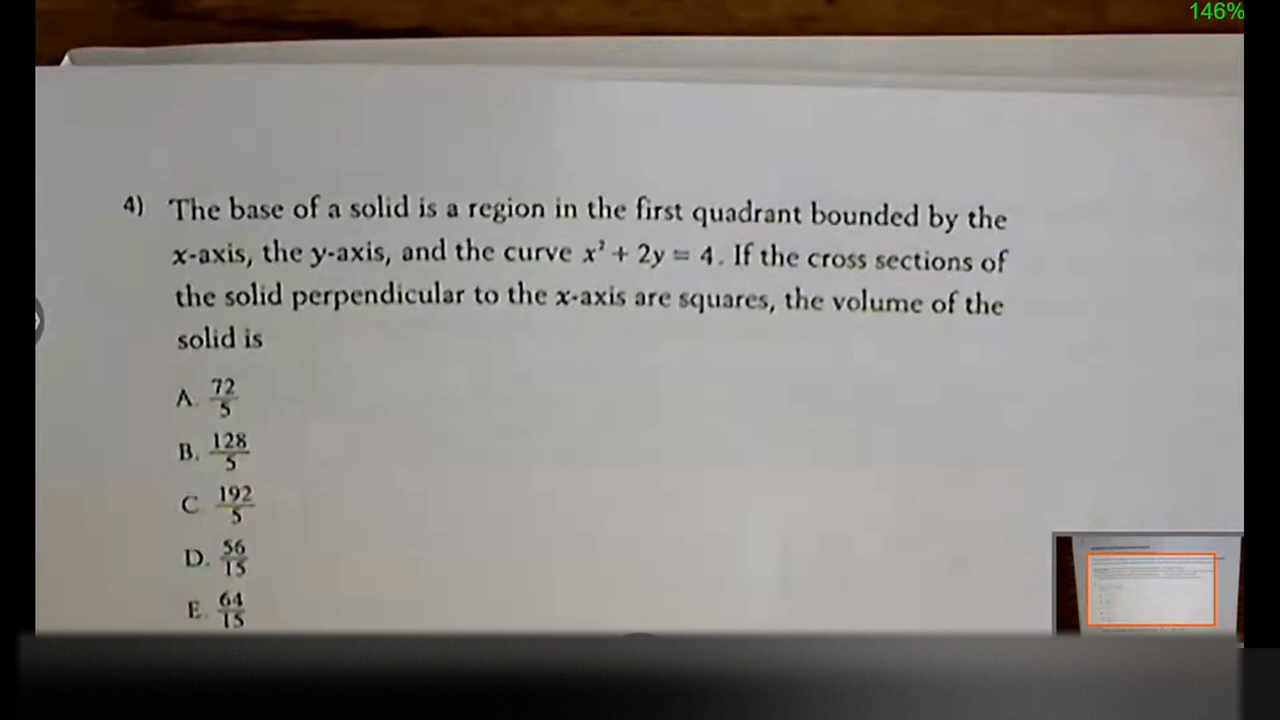 146%
4) The base of a solid is a region in the first quadrant bounded by the
x-axis, the y-axis, and the curve x² + 2y = 4. If the cross sections of
the solid perpendicular to the x-axis are squares, the volume of the
solid is
A. 72/5
B. 128/5
C. 192/5
D. 56/15
E. 64/15